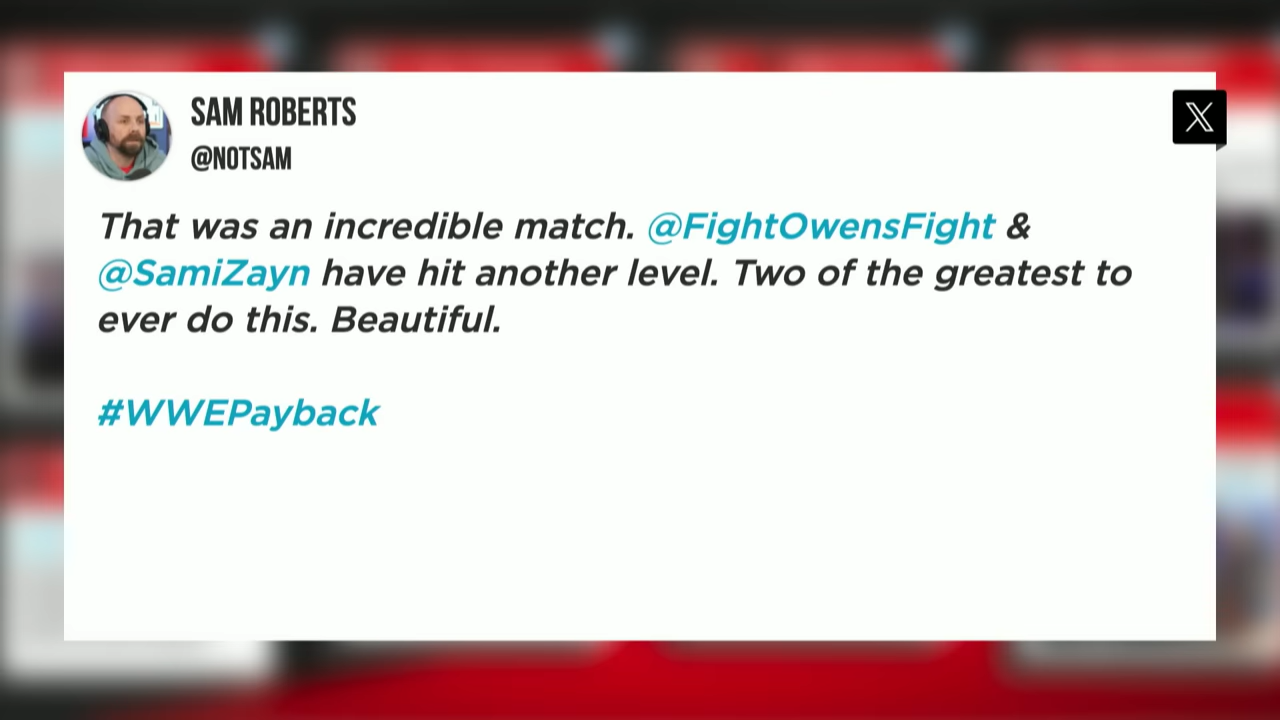 SAM ROBERTS
@NOTSAM
That was an incredible match. @FightOwensFight &
@SamiZayn have hit another level. Two of the greatest to
ever do this. Beautiful.
#WWEPayback